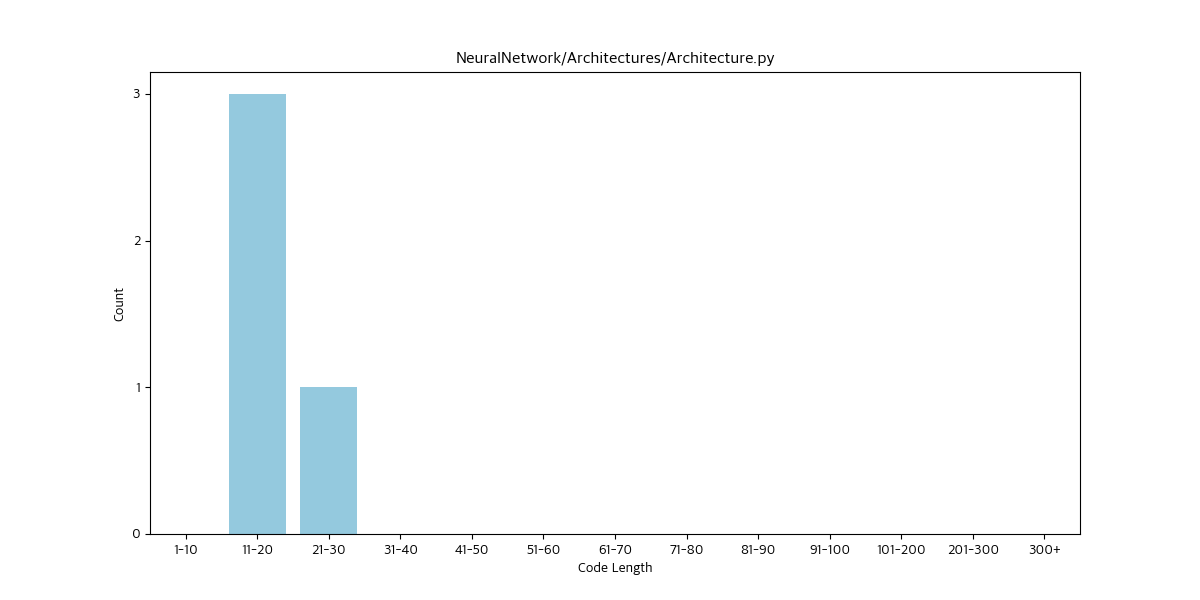 NeuralNetwork/Architectures/Architecture.py
3
2
1
0
Count
1-10 11-20 21-30 31-40 41-50 51-60 61-70 71-80 81-90 91-100 101-200 201-300 300+
Code Length